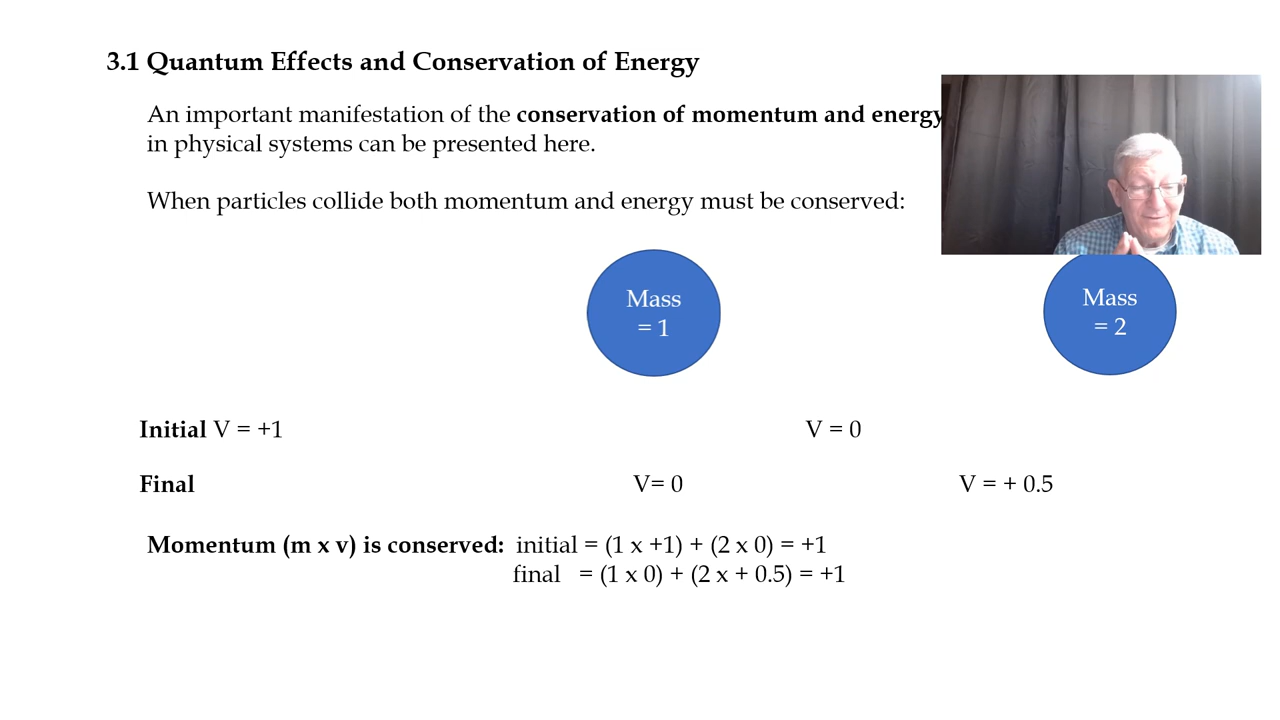 3.1 Quantum Effects and Conservation of Energy
An important manifestation of the conservation of momentum and energy
in physical systems can be presented here.
When particles collide both momentum and energy must be conserved:
Mass
= 1
Mass
= 2
Initial V = +1 V = 0
Final V= 0 V = + 0.5
Momentum (m x v) is conserved: initial = (1 x +1) + (2 x 0) = +1
final = (1 x 0) + (2 x + 0.5) = +1